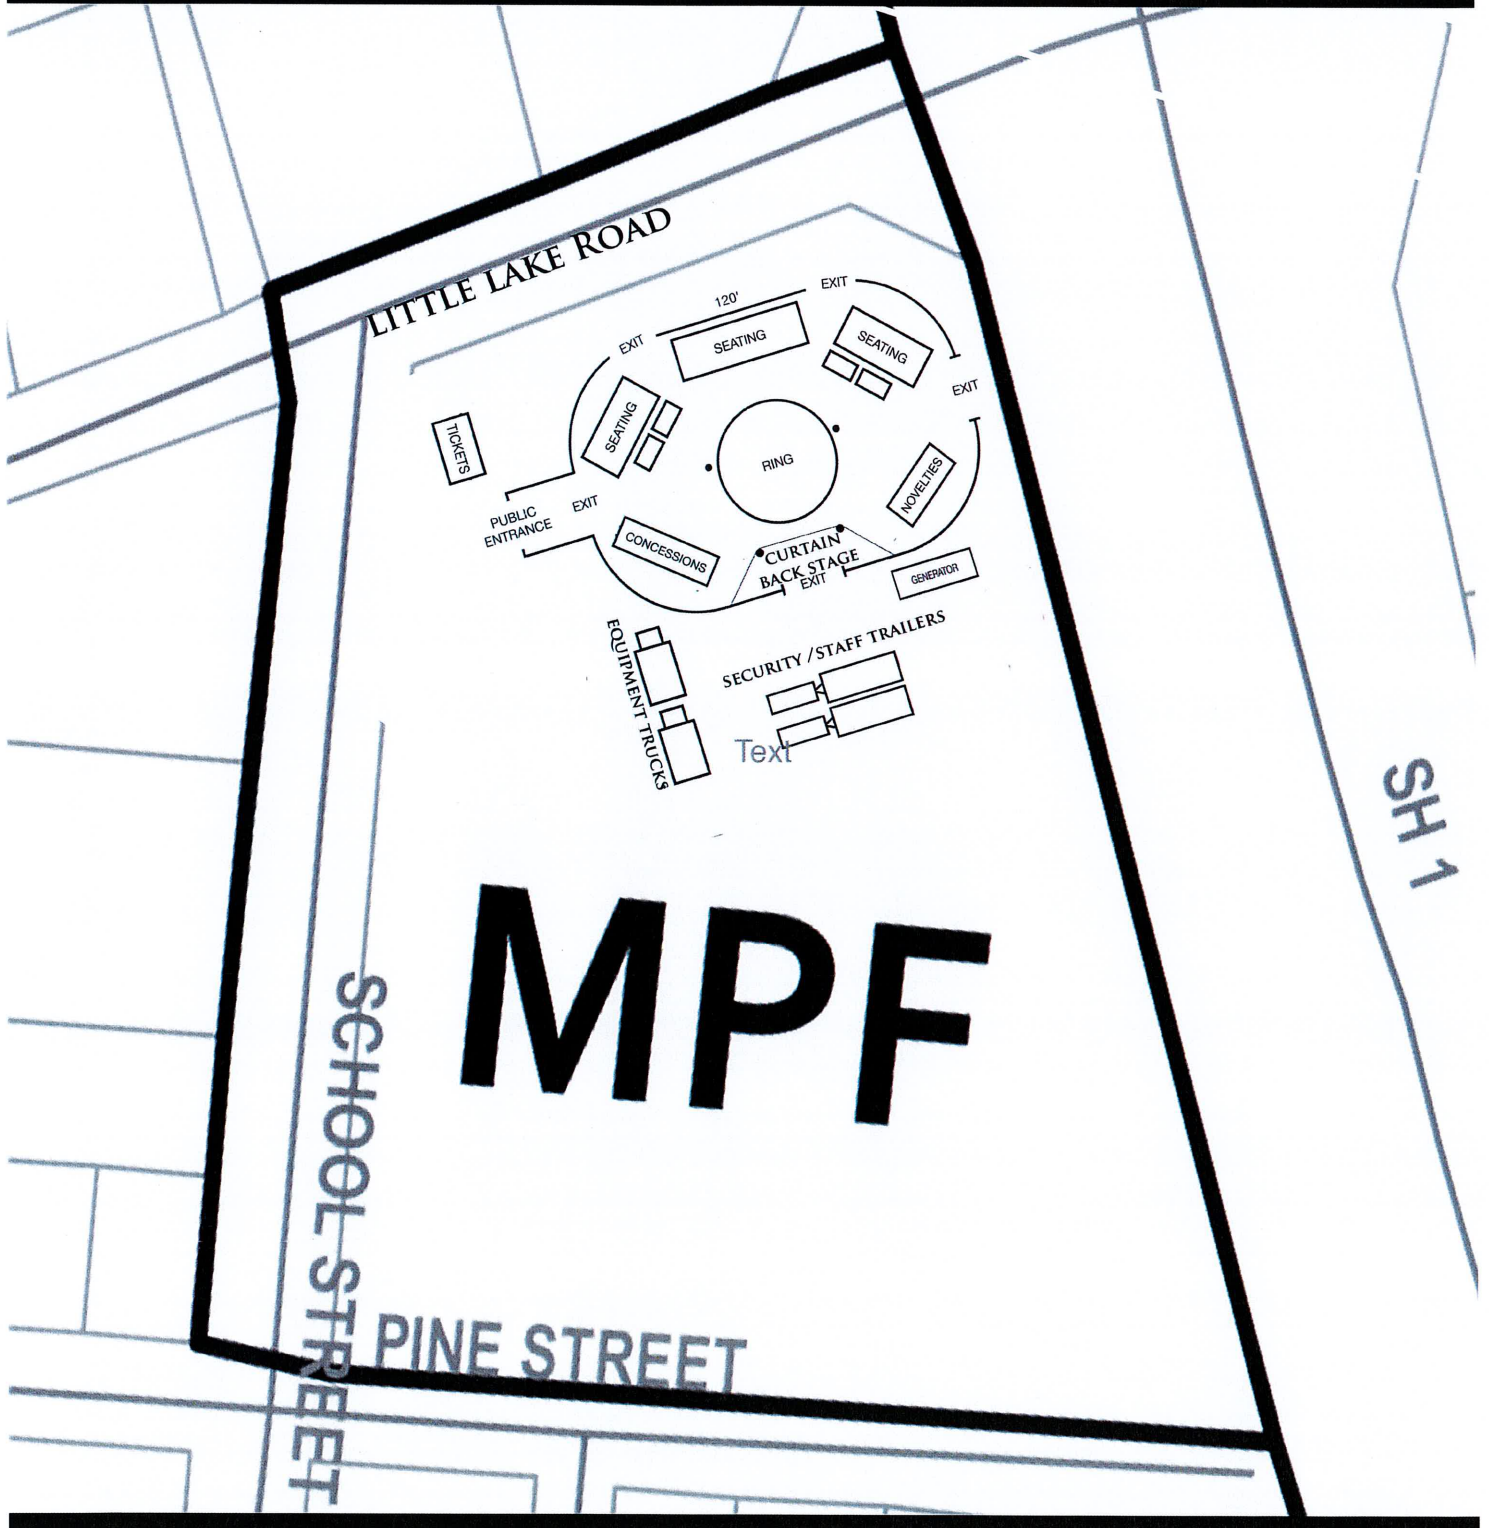 LITTLE LAKE ROAD
120'
EXIT
EXIT
SEATING
SEATING
EXIT
SEATING
TICKETS
RING
NOVELTIES
PUBLIC
ENTRANCE
EXIT
CONCESSIONS
CURTAIN
BACK STAGE
EXIT
GENERATOR
EQUIPMENT TRUCKS
SECURITY / STAFF TRAILERS
Text
SH 1
MPF
SCHOOL STREET
PINE STREET